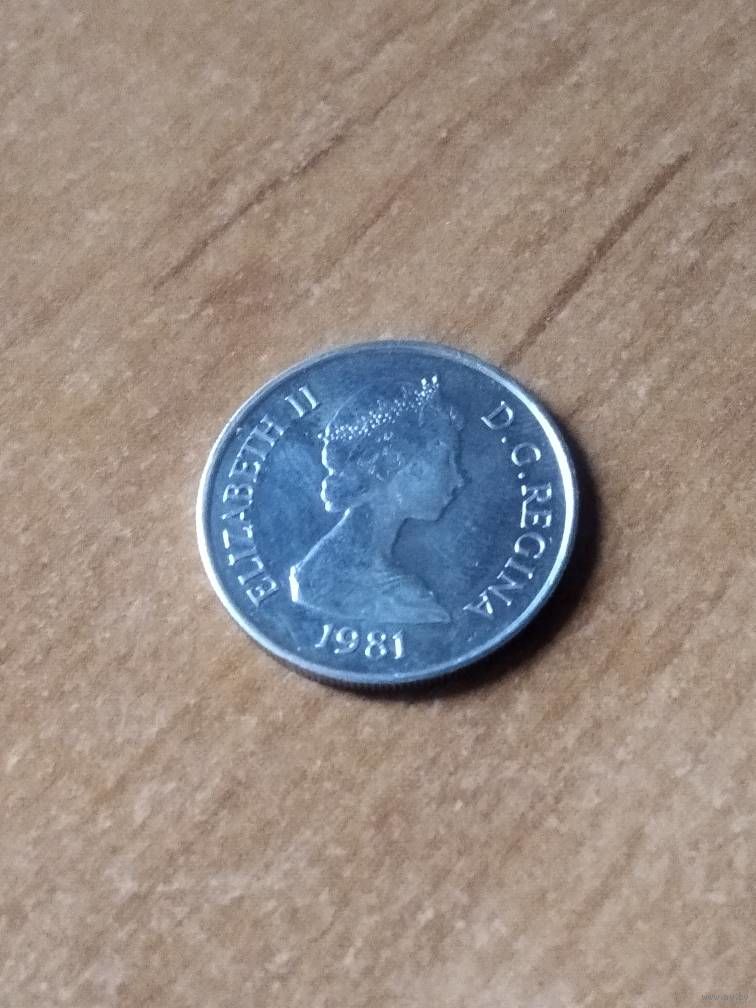 ELIZABETH II
D.G.REGINA
1981